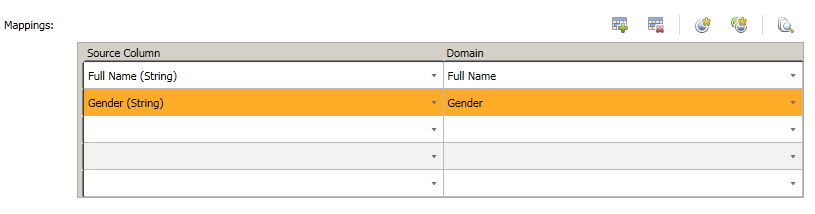 Mappings:
Source Column Domain
Full Name (String) Full Name
Gender (String) Gender